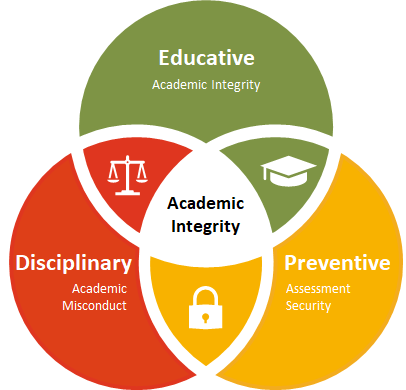 Educative
Academic Integrity
Academic
Integrity
Disciplinary
Academic
Misconduct
Preventive
Assessment
Security